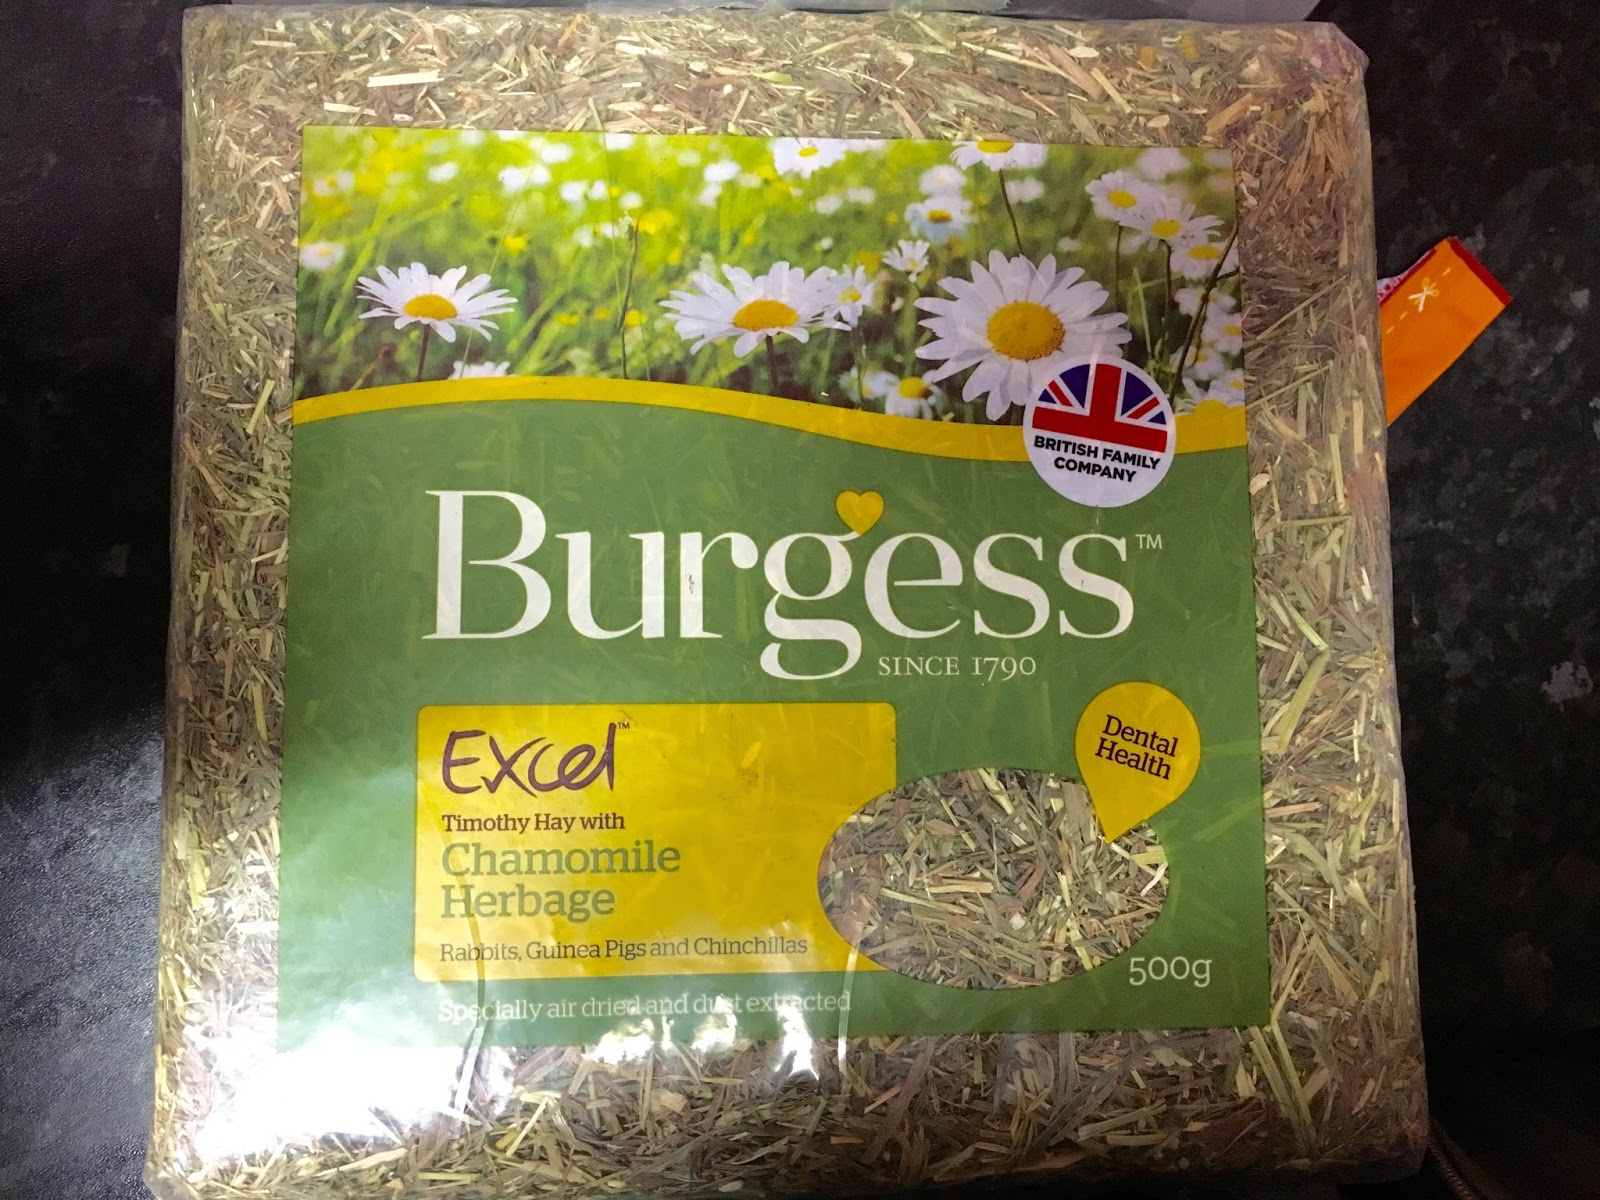 BRITISH FAMILY
COMPANY
Burgess™
SINCE 1790
Excel™
Timothy Hay with
Chamomile
Herbage
Rabbits, Guinea Pigs and Chinchillas
Dental
Health
500g
Specially air dried and dust extracted